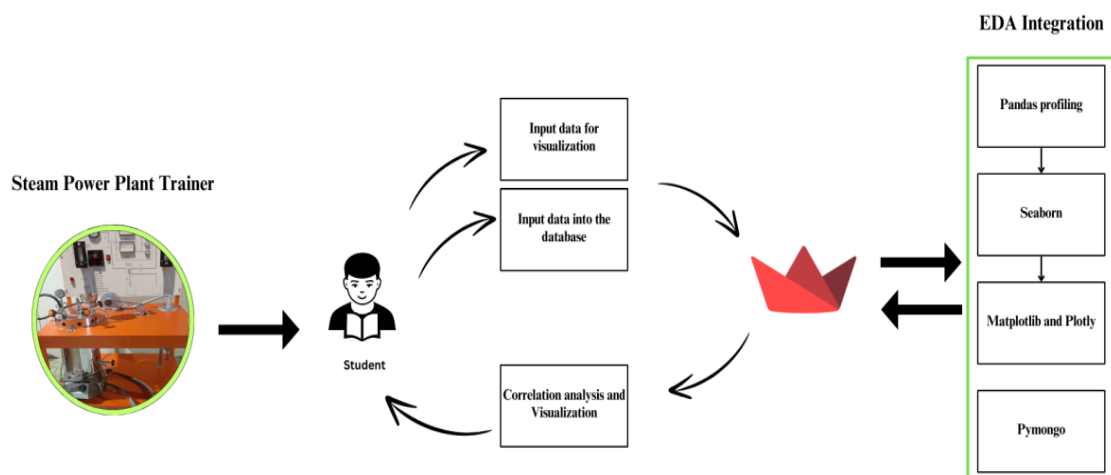 EDA Integration
Pandas profiling
Input data for
visualization
Steam Power Plant Trainer
Input data into the
database
Seaborn
Matplotlib and Plotly
Student
Correlation analysis and
Visualization
Pymongo